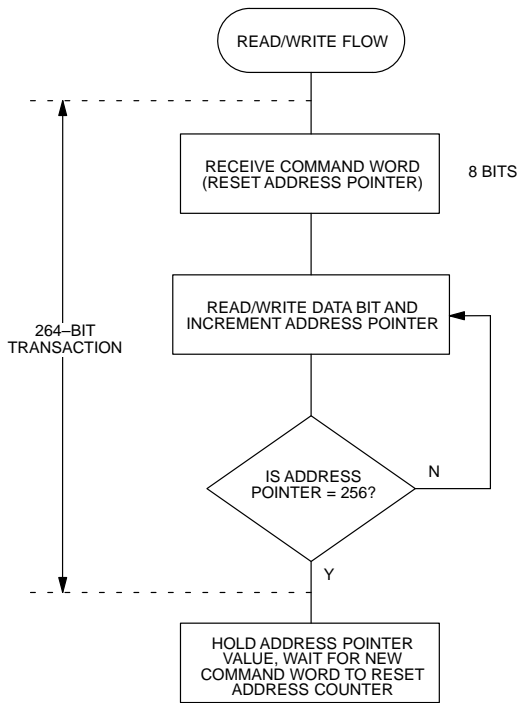 READ/WRITE FLOW
RECEIVE COMMAND WORD
(RESET ADDRESS POINTER)
8 BITS
READ/WRITE DATA BIT AND
INCREMENT ADDRESS POINTER
264–BIT
TRANSACTION
IS ADDRESS
POINTER = 256?
N
Y
HOLD ADDRESS POINTER
VALUE, WAIT FOR NEW
COMMAND WORD TO RESET
ADDRESS COUNTER